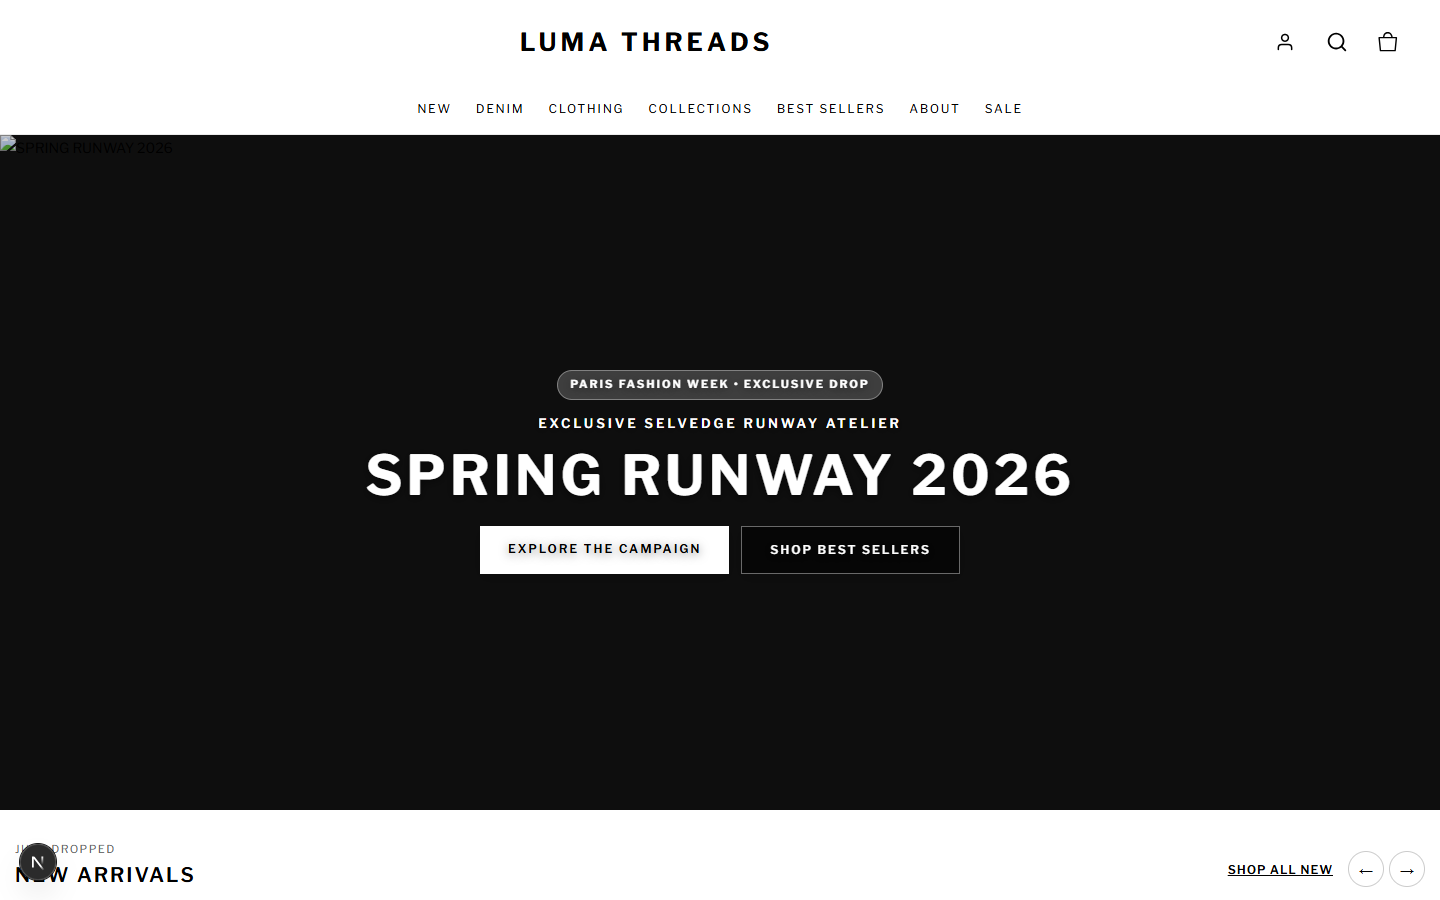 LUMA THREADS
NEW DENIM CLOTHING COLLECTIONS BEST SELLERS ABOUT SALE
SPRING RUNWAY 2026
PARIS FASHION WEEK • EXCLUSIVE DROP
EXCLUSIVE SELVEDGE RUNWAY ATELIER
SPRING RUNWAY 2026
EXPLORE THE CAMPAIGN SHOP BEST SELLERS
DROPPED
N
NEW ARRIVALS
SHOP ALL NEW ← →